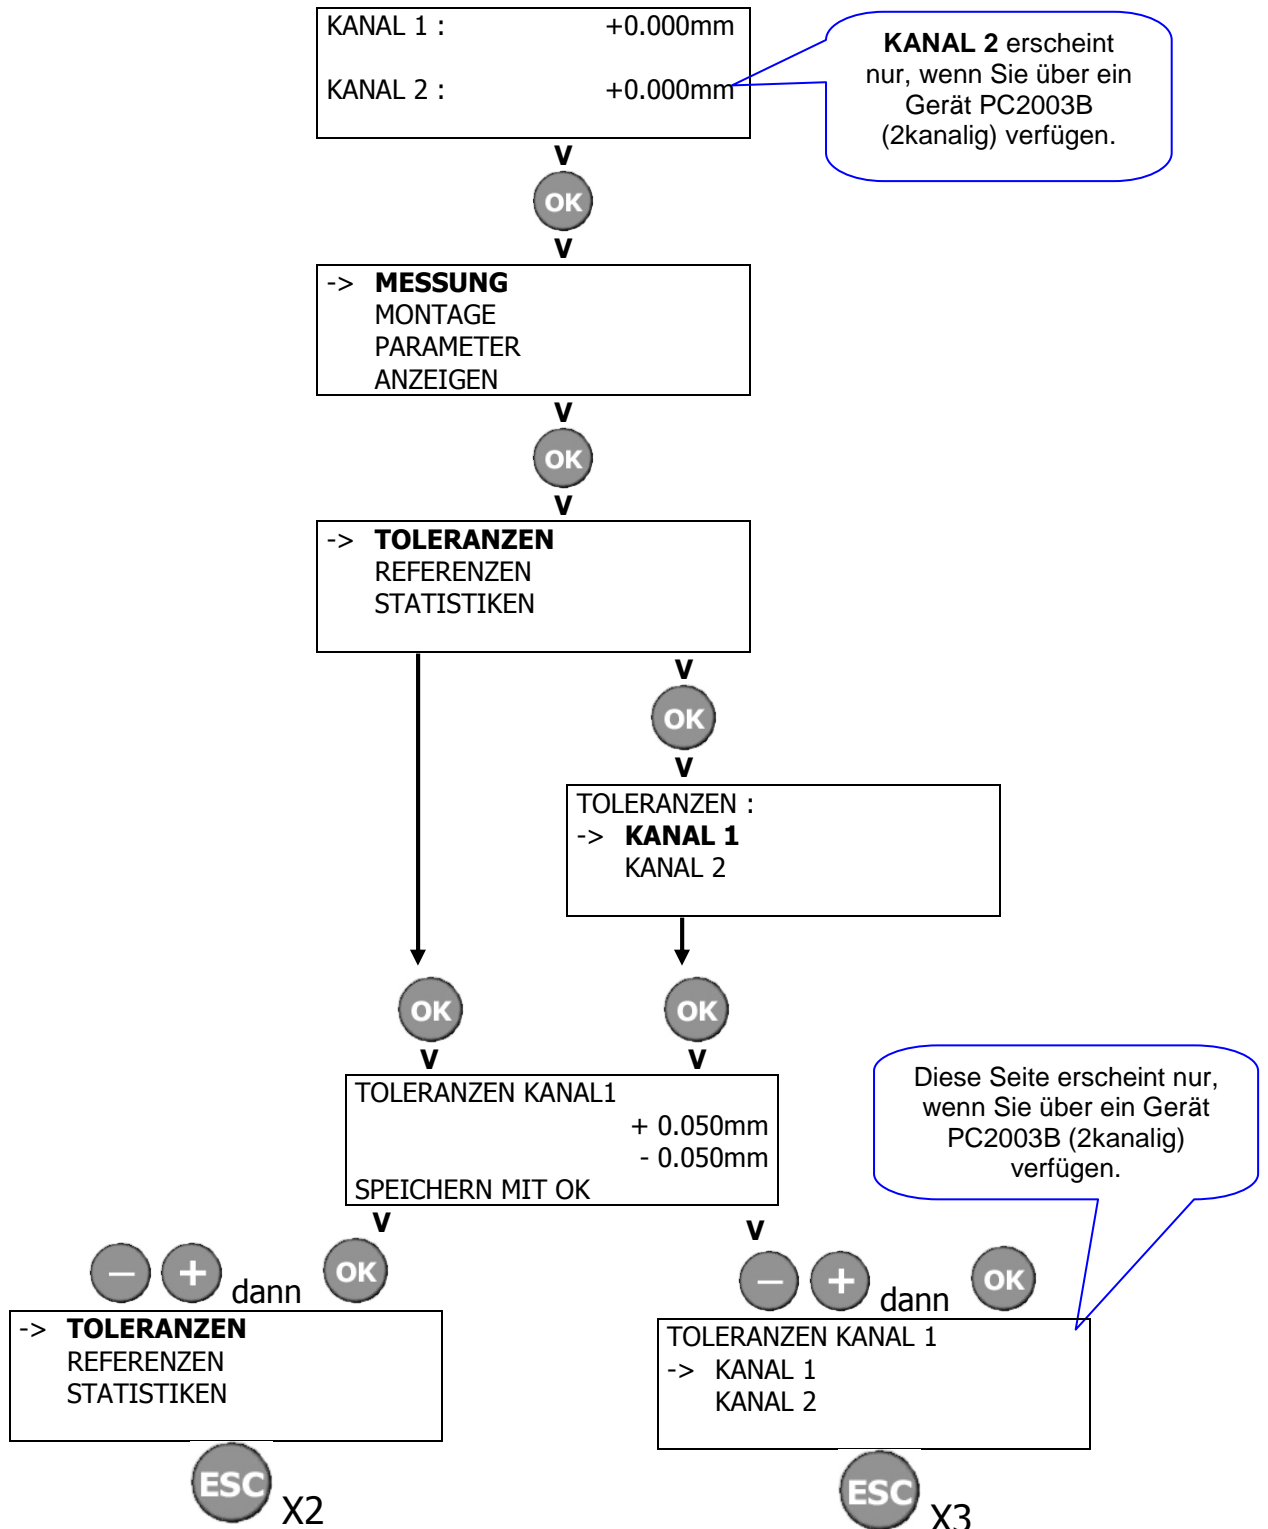 KANAL 1 : +0.000mm
KANAL 2 : +0.000mm
KANAL 2 erscheint
nur, wenn Sie über ein
Gerät PC2003B
(2kanalig) verfügen.
v
OK
v
-> MESSUNG
MONTAGE
PARAMETER
ANZEIGEN
v
OK
v
-> TOLERANZEN
REFERENZEN
STATISTIKEN
v
OK
v
TOLERANZEN :
-> KANAL 1
KANAL 2
OK
OK
v
v
TOLERANZEN KANAL1
+ 0.050mm
- 0.050mm
SPEICHERN MIT OK
Diese Seite erscheint nur,
wenn Sie über ein Gerät
PC2003B (2kanalig)
verfügen.
v
v
− + dann OK
− + dann OK
-> TOLERANZEN
REFERENZEN
STATISTIKEN
TOLERANZEN KANAL 1
-> KANAL 1
KANAL 2
ESC X2
ESC X3